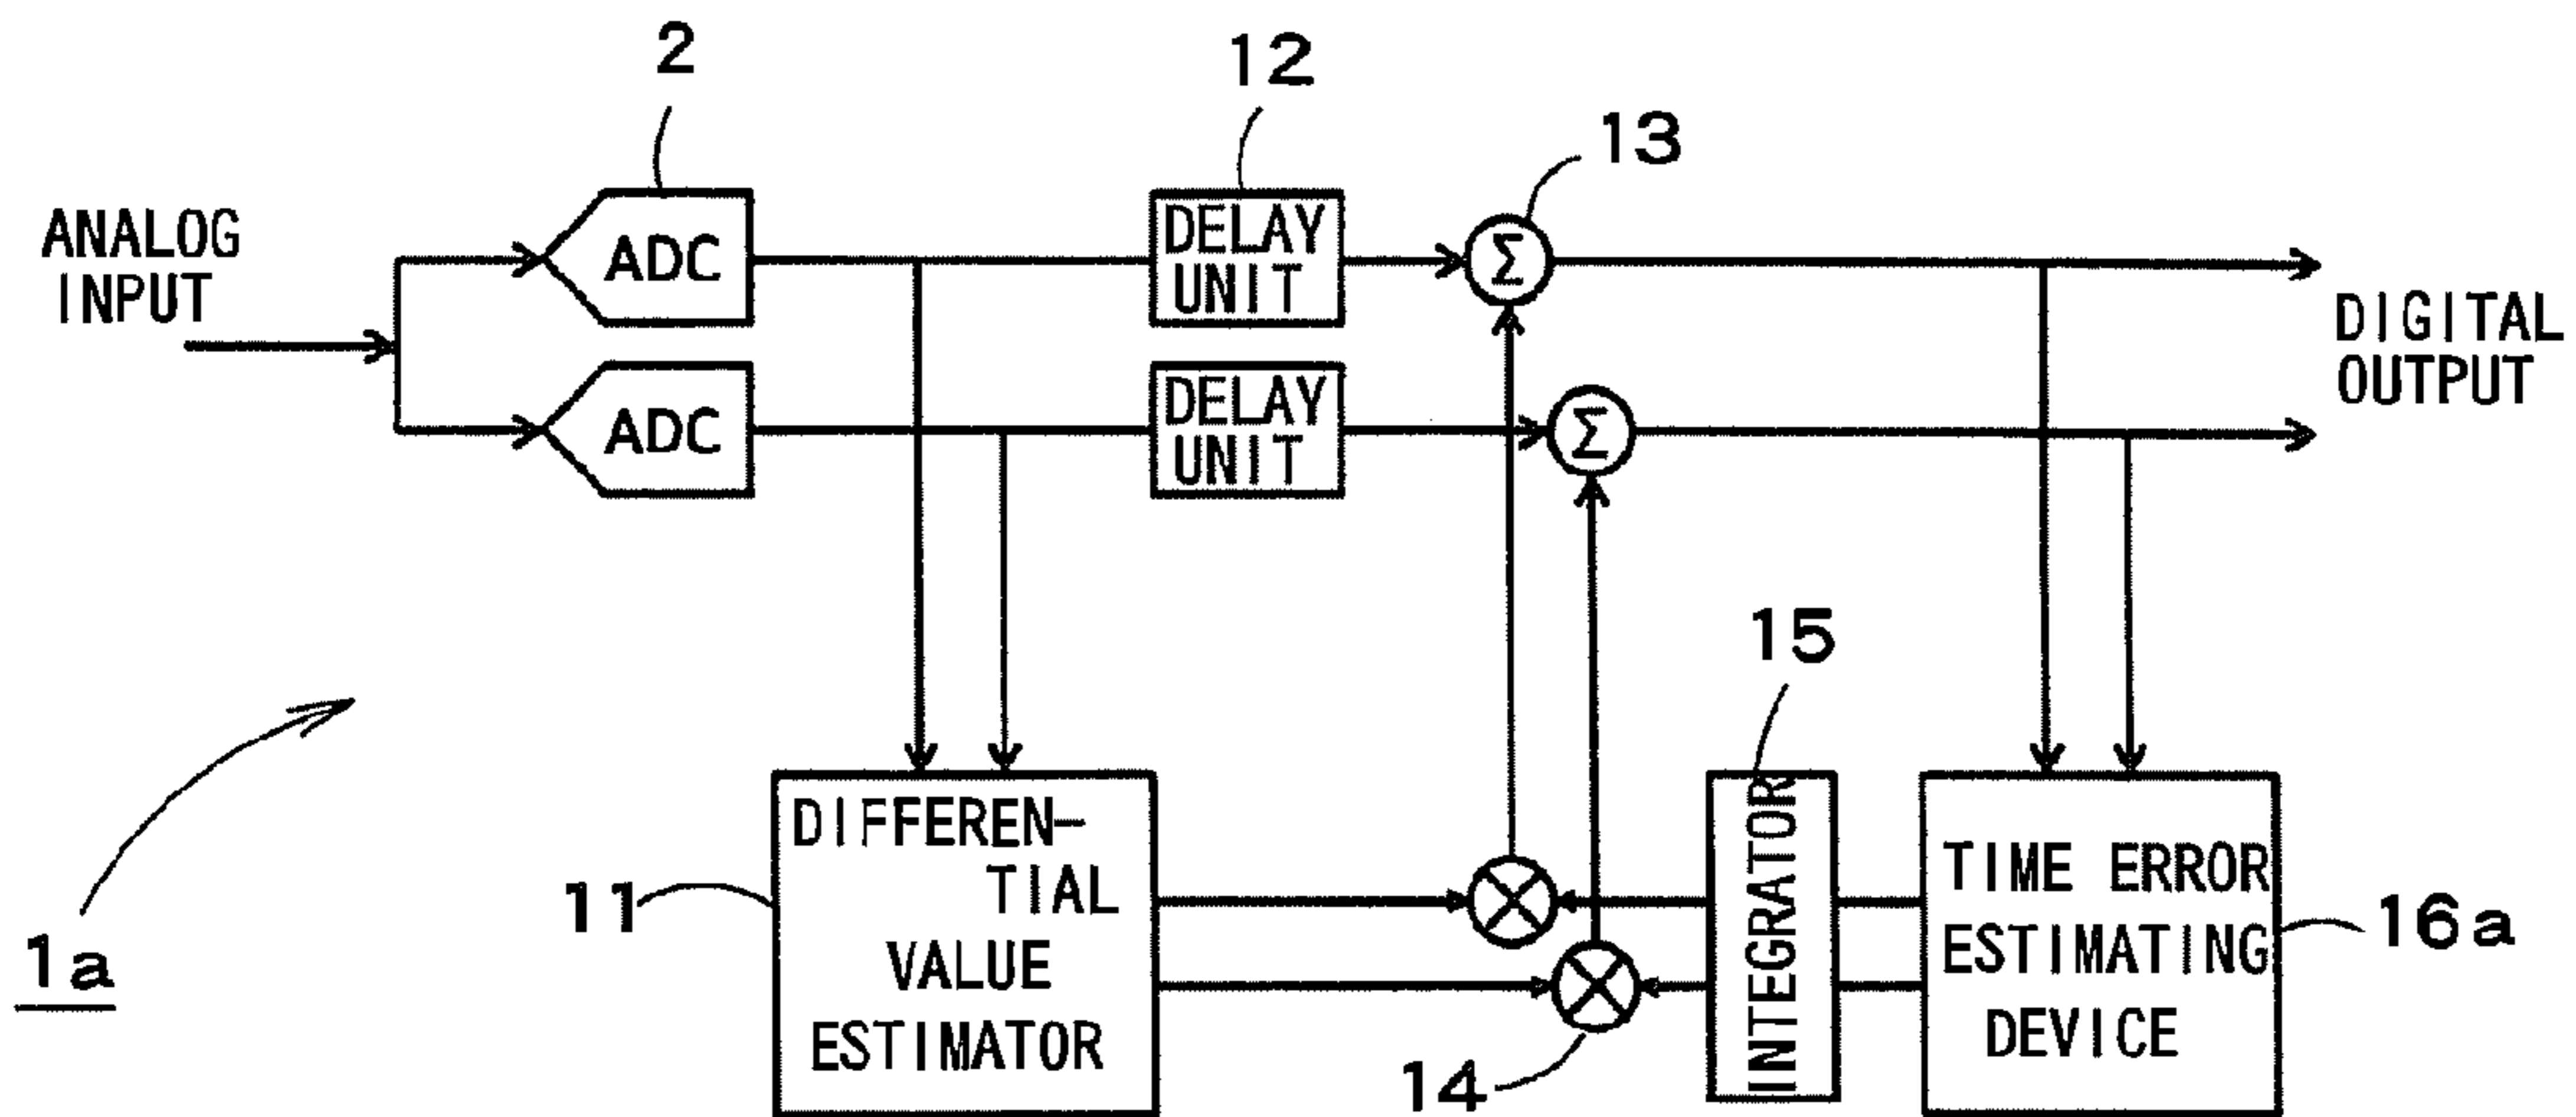 2
12
13
ANALOG
INPUT
ADC
DELAY
UNIT
Σ
DIGITAL
OUTPUT
ADC
DELAY
UNIT
Σ
15
11
DIFFEREN-
TIAL
VALUE
ESTIMATOR
INTEGRATOR
TIME ERROR
ESTIMATING
DEVICE
16a
1a
14